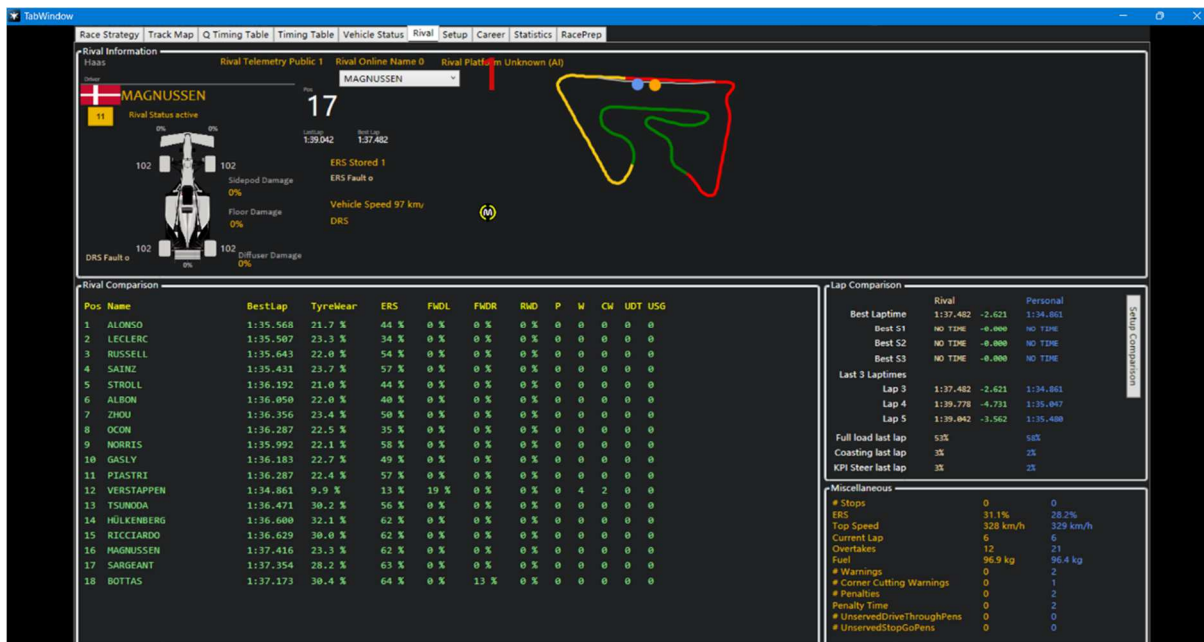 TabWindow
Race Strategy Track Map Q Timing Table Timing Table Vehicle Status Rival Setup Career Statistics RacePrep
Rival Information
Haas Rival Telemetry Public 1 Rival Online Name 0 Rival Platform Unknown (AI)
Driver MAGNUSSEN
MAGNUSSEN Pos 17
11 Rival Status active
0% 0% LastLap Best Lap
1:39.042 1:37.482
102 102 ERS Stored 1
Sidepod Damage ERS Fault 0
0%
Floor Damage Vehicle Speed 97 km/
0% DRS
M
102 102
DRS Fault 0 Diffuser Damage
0% 0%
Rival Comparison
Pos Name BestLap TyreWear ERS FWDL FWDR RWD P W CW UDT USG
1 ALONSO 1:35.568 21.7 % 44 % 0 % 0 % 0 % 0 0 0 0 0
2 LECLERC 1:35.507 23.3 % 34 % 0 % 0 % 0 % 0 0 0 0 0
3 RUSSELL 1:35.643 22.0 % 54 % 0 % 0 % 0 % 0 0 0 0 0
4 SAINZ 1:35.431 23.7 % 57 % 0 % 0 % 0 % 0 0 0 0 0
5 STROLL 1:36.192 21.0 % 44 % 0 % 0 % 0 % 0 0 0 0 0
6 ALBON 1:36.050 22.0 % 40 % 0 % 0 % 0 % 0 0 0 0 0
7 ZHOU 1:36.356 23.4 % 50 % 0 % 0 % 0 % 0 0 0 0 0
8 OCON 1:36.287 22.5 % 35 % 0 % 0 % 0 % 0 0 0 0 0
9 NORRIS 1:35.992 22.1 % 58 % 0 % 0 % 0 % 0 0 0 0 0
10 GASLY 1:36.183 22.7 % 49 % 0 % 0 % 0 % 0 0 0 0 0
11 PIASTRI 1:36.287 22.4 % 57 % 0 % 0 % 0 % 0 0 0 0 0
12 VERSTAPPEN 1:34.861 9.9 % 13 % 19 % 0 % 0 % 0 4 2 0 0
13 TSUNODA 1:36.471 30.2 % 56 % 0 % 0 % 0 % 0 0 0 0 0
14 HÜLKENBERG 1:36.600 32.1 % 62 % 0 % 0 % 0 % 0 0 0 0 0
15 RICCIARDO 1:36.629 30.0 % 62 % 0 % 0 % 0 % 0 0 0 0 0
16 MAGNUSSEN 1:37.416 23.3 % 62 % 0 % 0 % 0 % 0 0 0 0 0
17 SARGEANT 1:37.354 28.2 % 63 % 0 % 0 % 0 % 0 0 0 0 0
18 BOTTAS 1:37.173 30.4 % 64 % 0 % 13 % 0 % 0 0 0 0 0
Lap Comparison
Rival Personal
Best Laptime 1:37.482 -2.621 1:34.861
Best S1 NO TIME -0.000 NO TIME
Best S2 NO TIME -0.000 NO TIME
Best S3 NO TIME -0.000 NO TIME
Last 3 Laptimes
Lap 3 1:37.482 -2.621 1:34.861
Lap 4 1:39.778 -4.731 1:35.047
Lap 5 1:39.042 -3.562 1:35.480
Full load last lap 53% 58%
Coasting last lap 3% 2%
KPI Steer last lap 3% 2%
Setup Comparison
Miscellaneous
# Stops 0 0
ERS 31.1% 28.2%
Top Speed 328 km/h 329 km/h
Current Lap 6 6
Overtakes 12 21
Fuel 96.9 kg 96.4 kg
# Warnings 0 2
# Corner Cutting Warnings 0 1
# Penalties 0 2
Penalty Time 0 2
# UnservedDriveThroughPens 0 0
# UnservedStopGoPens 0 0